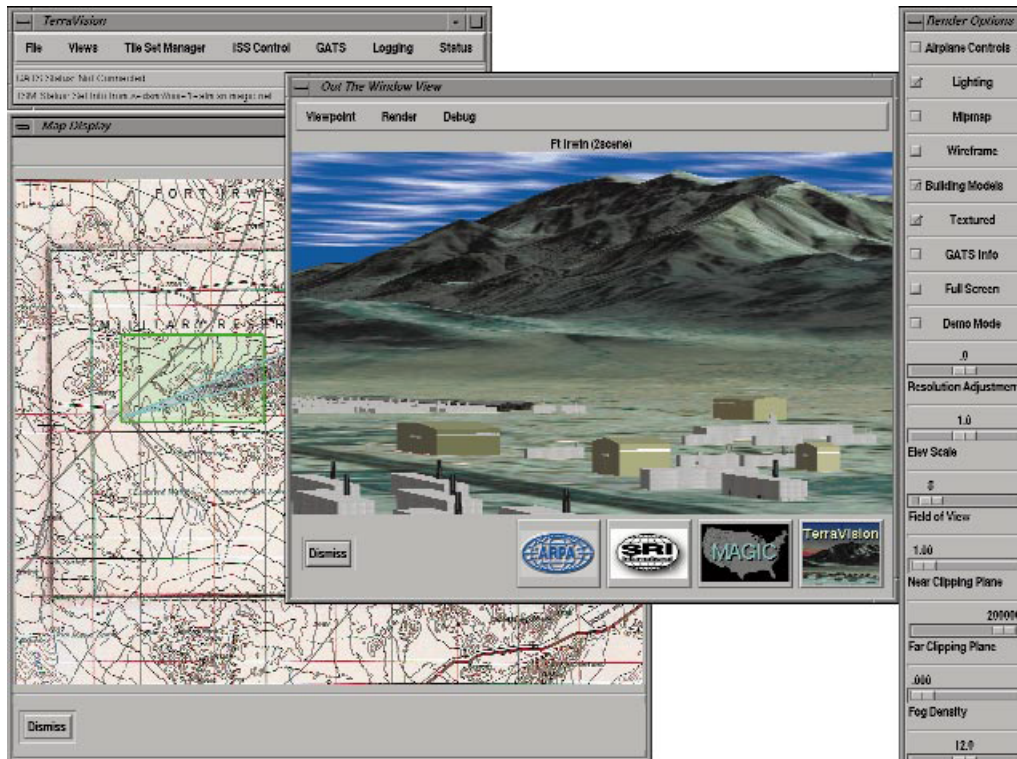 TerraVision
File Views Tile Set Manager ISS Control GATS Logging Status
GATS Status: Not Connected
Map Display
FORT IRWIN
MILITARY RESER
Dismiss
Out The Window View
Viewpoint Render Debug
Ft Irwin (2scene)
Dismiss
ARPA
SRI
MAGIC
TerraVision
Render Options
Airplane Controls
Lighting
Mipmap
Wireframe
Building Models
Textured
GATS Info
Full Screen
Demo Mode
.0
Resolution Adjustmen
1.0
Elev Scale
Field of View
1.00
Near Clipping Plane
200000
Far Clipping Plane
.000
Fog Density
12.0